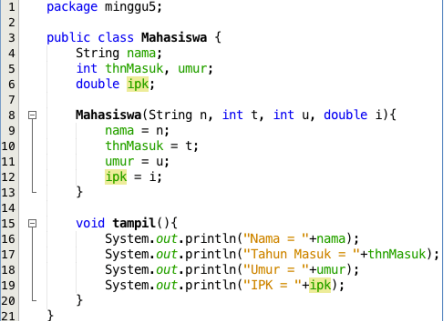 1 package minggu5;
2
3 public class Mahasiswa {
4 String nama;
5 int thnMasuk, umur;
6 double ipk;
7
8 Mahasiswa(String n, int t, int u, double i){
9 nama = n;
10 thnMasuk = t;
11 umur = u;
12 ipk = i;
13 }
14
15 void tampil(){
16 System.out.println("Nama = "+nama);
17 System.out.println("Tahun Masuk = "+thnMasuk);
18 System.out.println("Umur = "+umur);
19 System.out.println("IPK = "+ipk);
20 }
21 }